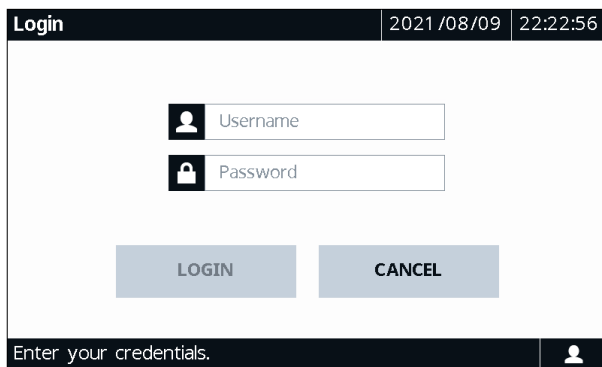 Login 2021/08/09 22:22:56
Username
Password
LOGIN CANCEL
Enter your credentials.